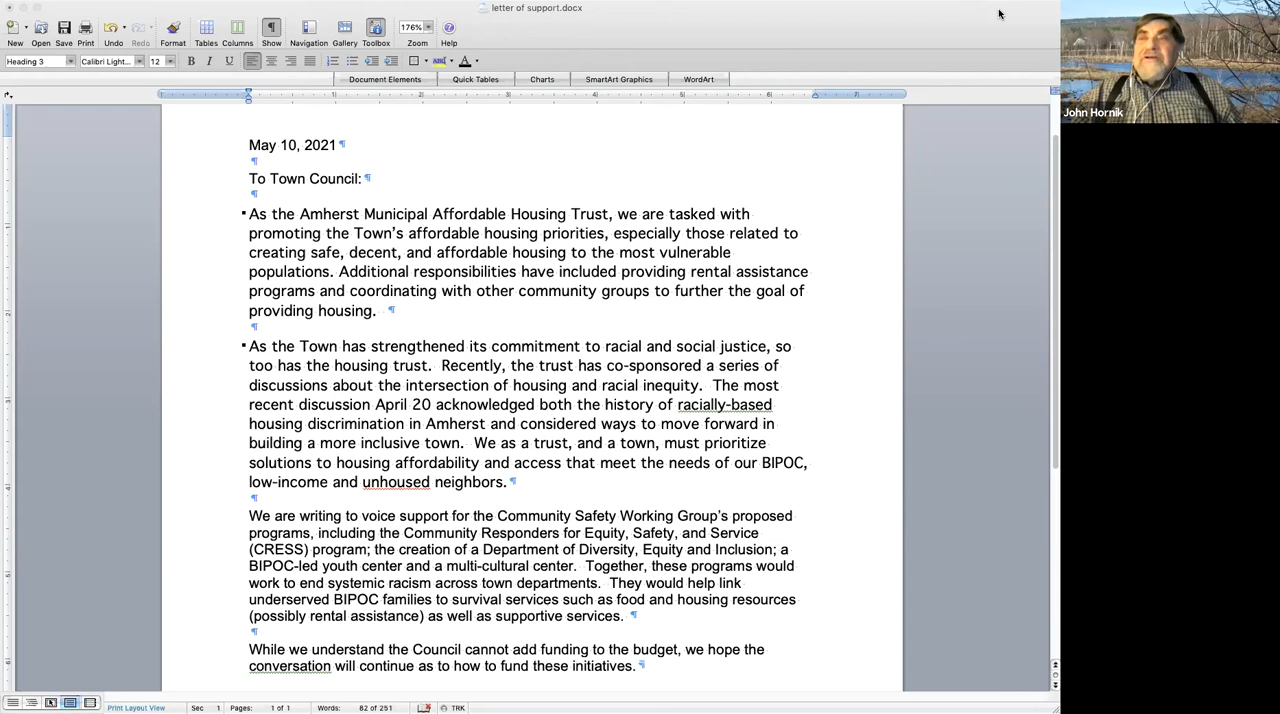 letter of support.docx
New Open Save Print Undo Redo Format Tables Columns Show Navigation Gallery Toolbox Zoom Help
176%
Heading 3 Calibri Light... 12 B I U
Document Elements Quick Tables Charts SmartArt Graphics WordArt
May 10, 2021
To Town Council:
As the Amherst Municipal Affordable Housing Trust, we are tasked with
promoting the Town's affordable housing priorities, especially those related to
creating safe, decent, and affordable housing to the most vulnerable
populations. Additional responsibilities have included providing rental assistance
programs and coordinating with other community groups to further the goal of
providing housing.
As the Town has strengthened its commitment to racial and social justice, so
too has the housing trust. Recently, the trust has co-sponsored a series of
discussions about the intersection of housing and racial inequity. The most
recent discussion April 20 acknowledged both the history of racially-based
housing discrimination in Amherst and considered ways to move forward in
building a more inclusive town. We as a trust, and a town, must prioritize
solutions to housing affordability and access that meet the needs of our BIPOC,
low-income and unhoused neighbors.
We are writing to voice support for the Community Safety Working Group's proposed
programs, including the Community Responders for Equity, Safety, and Service
(CRESS) program; the creation of a Department of Diversity, Equity and Inclusion; a
BIPOC-led youth center and a multi-cultural center. Together, these programs would
work to end systemic racism across town departments. They would help link
underserved BIPOC families to survival services such as food and housing resources
(possibly rental assistance) as well as supportive services.
While we understand the Council cannot add funding to the budget, we hope the
conversation will continue as to how to fund these initiatives.
Print Layout View Sec 1 Pages: 1 of 1 Words: 82 of 251 TRK
John Hornik